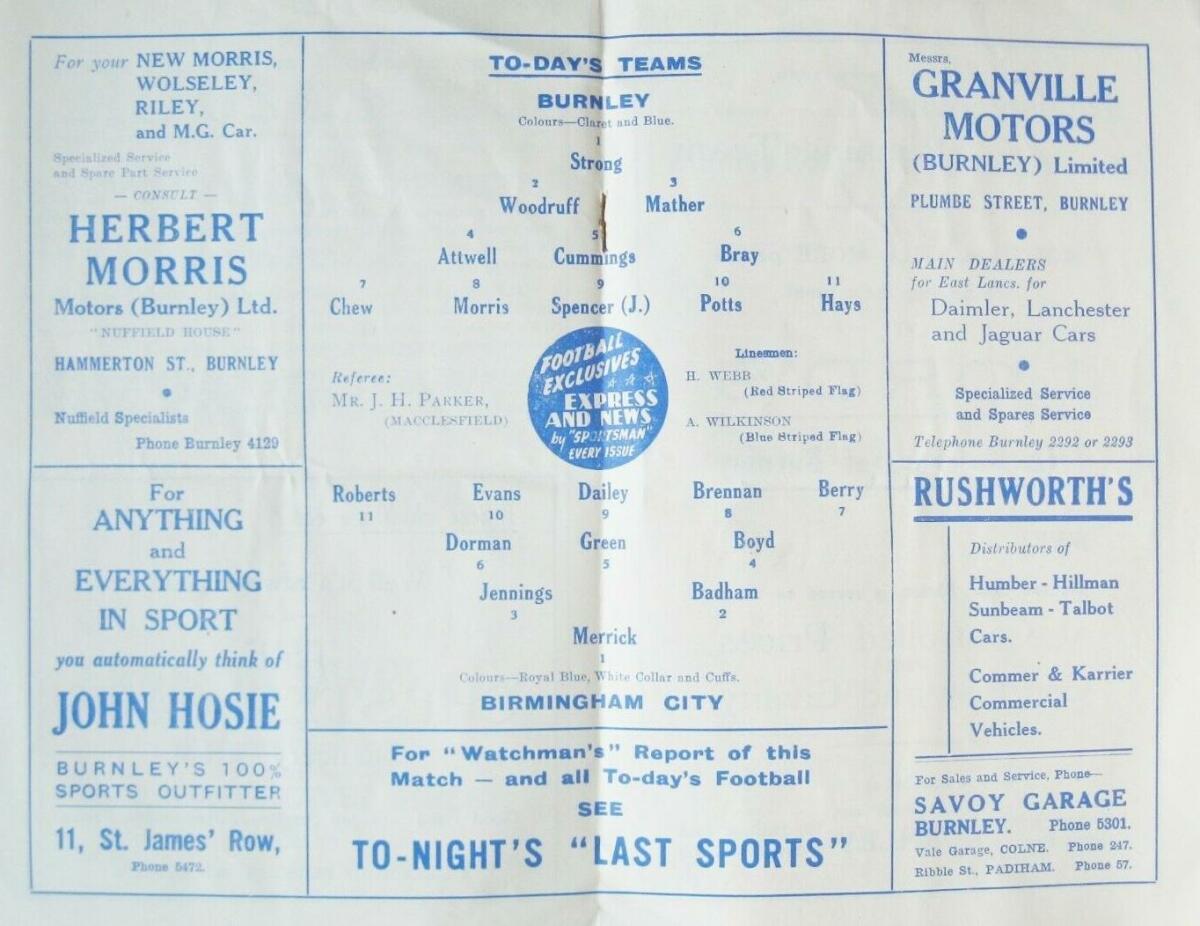 For your NEW MORRIS,
WOLSELEY,
RILEY,
and M.G. Car.
Specialized Service
and Spare Part Service
— CONSULT —
HERBERT
MORRIS
Motors (Burnley) Ltd.
"NUFFIELD HOUSE"
HAMMERTON ST., BURNLEY
Nuffield Specialists
Phone Burnley 4129
For
ANYTHING
and
EVERYTHING
IN SPORT
you automatically think of
JOHN HOSIE
BURNLEY'S 100%
SPORTS OUTFITTER
11, St. James' Row,
Phone 5472.
TO-DAY'S TEAMS
BURNLEY
Colours—Claret and Blue.
1
Strong
2 3
Woodruff Mather
4 5 6
Attwell Cummings Bray
7 8 9 10 11
Chew Morris Spencer (J.) Potts Hays
Referee:
MR. J. H. PARKER,
(MACCLESFIELD)
FOOTBALL
EXCLUSIVES
EXPRESS
AND NEWS
by "SPORTSMAN"
EVERY ISSUE
Linesmen:
H. WEBB
(Red Striped Flag)
A. WILKINSON
(Blue Striped Flag)
Roberts Evans Dailey Brennan Berry
11 10 9 8 7
Dorman Green Boyd
6 5 4
Jennings Badham
3 2
Merrick
1
Colours—Royal Blue, White Collar and Cuffs.
BIRMINGHAM CITY
For "Watchman's" Report of this
Match — and all To-day's Football
SEE
TO-NIGHT'S "LAST SPORTS"
Messrs,
GRANVILLE
MOTORS
(BURNLEY) Limited
PLUMBE STREET, BURNLEY
MAIN DEALERS
for East Lancs. for
Daimler, Lanchester
and Jaguar Cars
Specialized Service
and Spares Service
Telephone Burnley 2292 or 2293
RUSHWORTH'S
Distributors of
Humber - Hillman
Sunbeam - Talbot
Cars.
Commer & Karrier
Commercial
Vehicles.
For Sales and Service, Phone—
SAVOY GARAGE
BURNLEY. Phone 5301.
Vale Garage, COLNE. Phone 247.
Ribble St., PADIHAM. Phone 57.